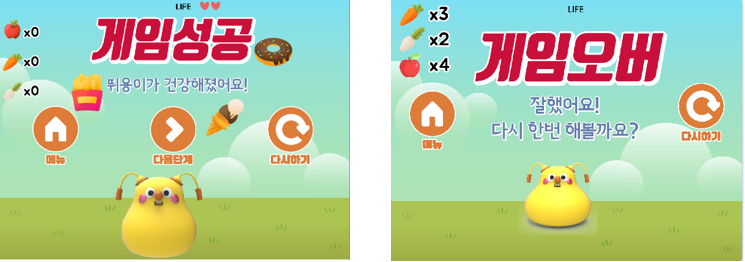 LIFE
x0
게임성공
x0
뛰용이가 건강해졌어요!
x0
메뉴
다음단계
다시하기
LIFE
x3
x2
게임오버
x4
잘했어요!
다시 한번 해볼까요?
메뉴
다시하기